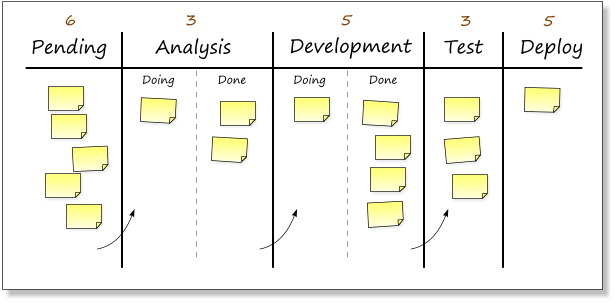 6 3 5 3 5
Pending Analysis Development Test Deploy
Doing Done Doing Done